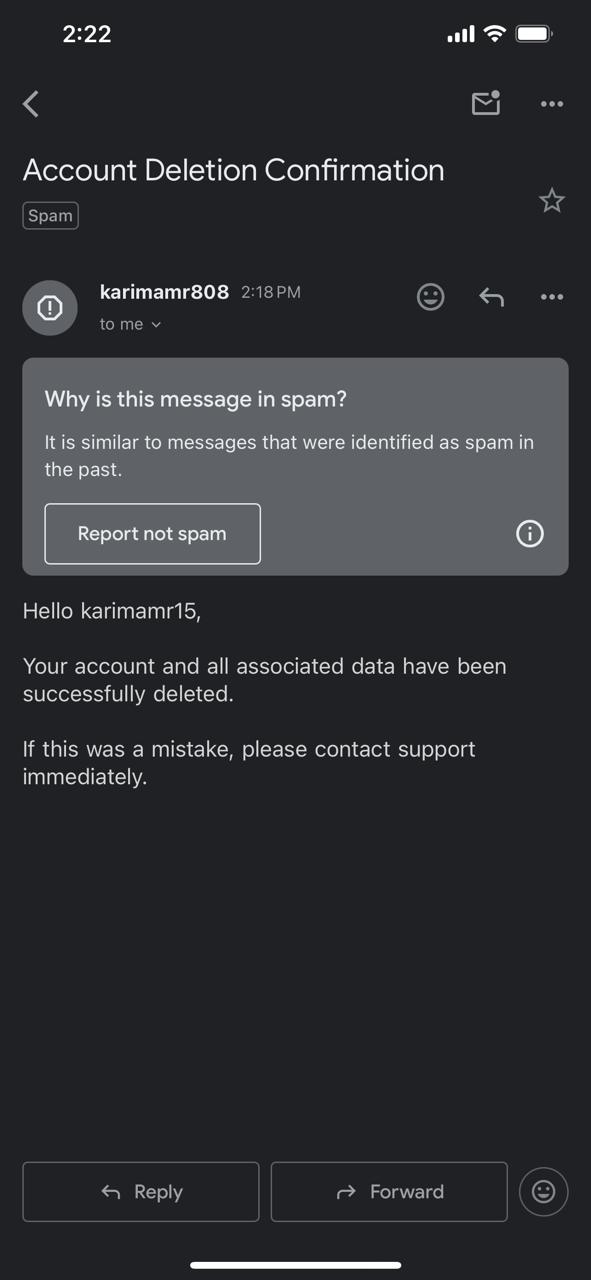 2:22
Account Deletion Confirmation
Spam
karimamr808 2:18 PM
to me
Why is this message in spam?
It is similar to messages that were identified as spam in
the past.
Report not spam
Hello karimamr15,
Your account and all associated data have been
successfully deleted.
If this was a mistake, please contact support
immediately.
Reply
Forward